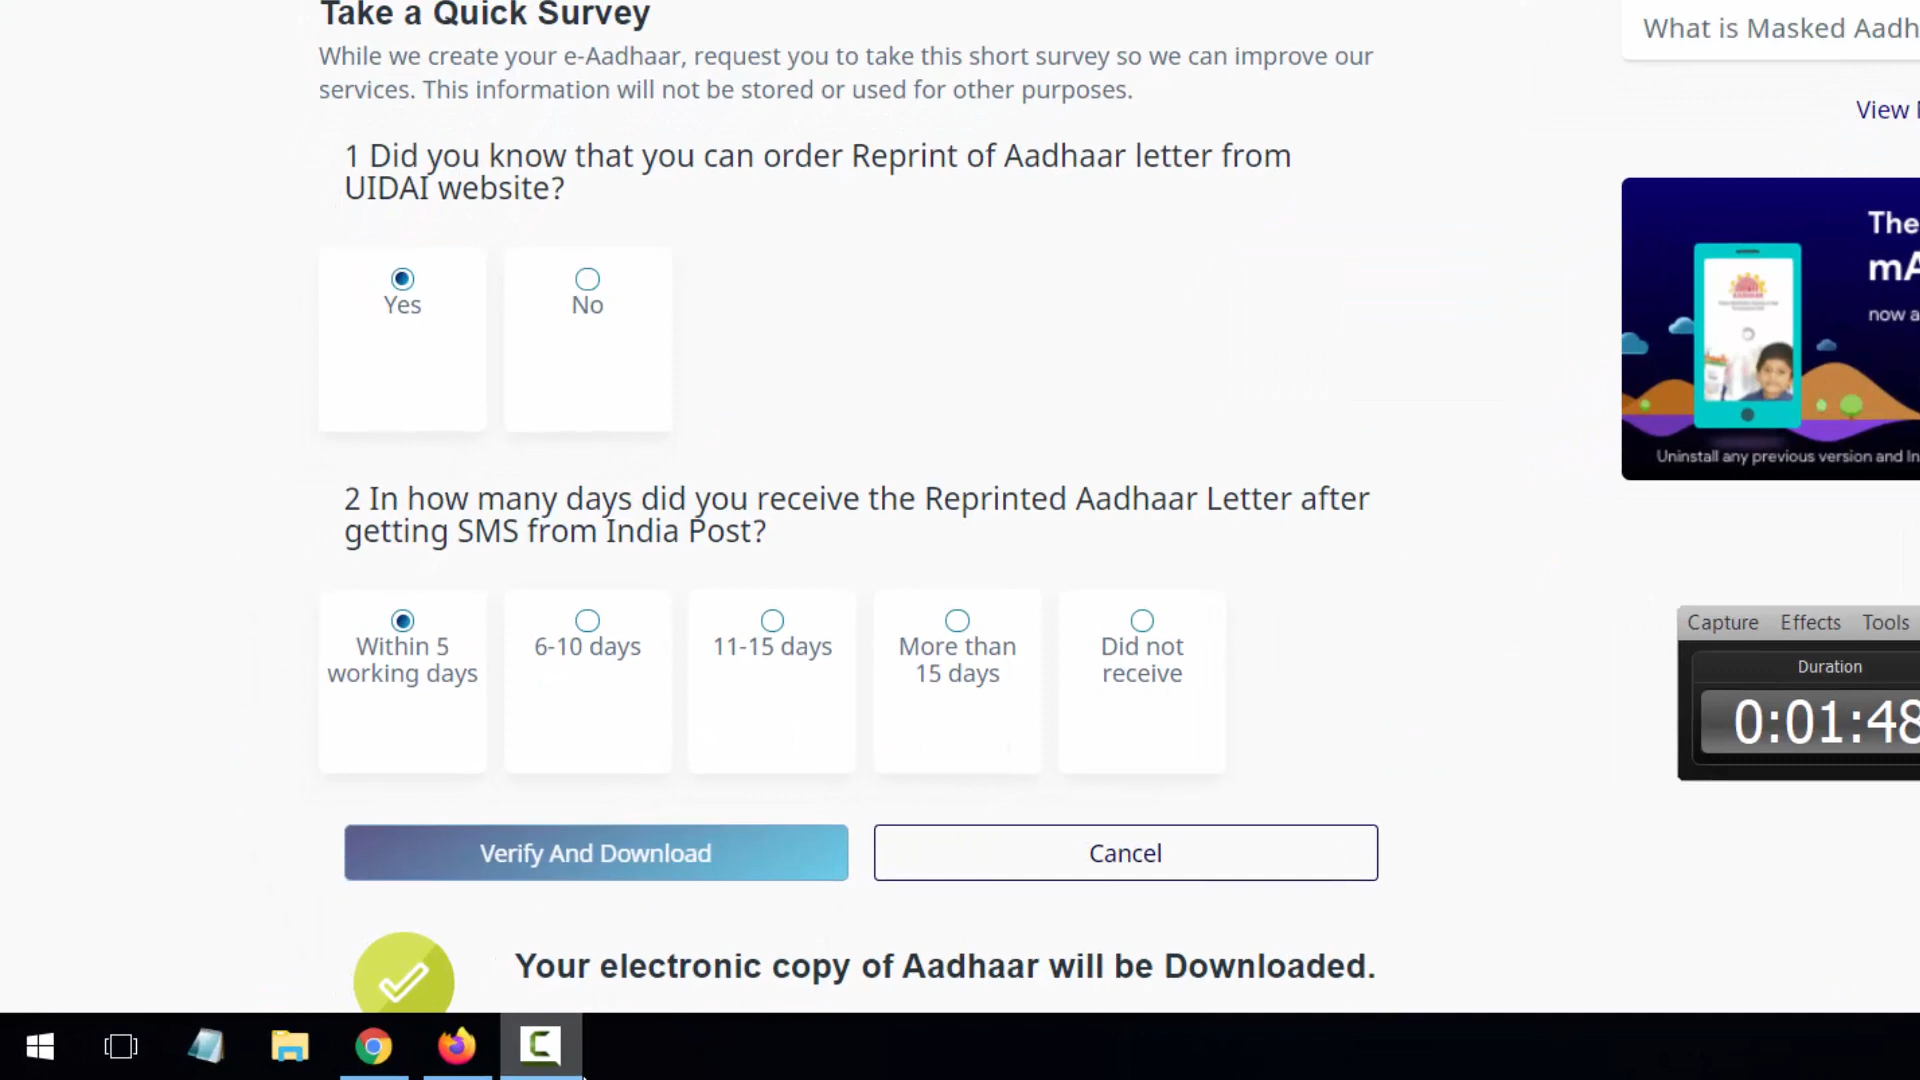 Take a Quick Survey
While we create your e-Aadhaar, request you to take this short survey so we can improve our
services. This information will not be stored or used for other purposes.
1 Did you know that you can order Reprint of Aadhaar letter from
UIDAI website?
Yes
No
2 In how many days did you receive the Reprinted Aadhaar Letter after
getting SMS from India Post?
Within 5
working days
6-10 days
11-15 days
More than
15 days
Did not
receive
Verify And Download
Cancel
Your electronic copy of Aadhaar will be Downloaded.
What is Masked Aadh
View
The
mA
now a
AADHAAR
Uninstall any previous version and In
Capture Effects Tools
Duration
0:01:48